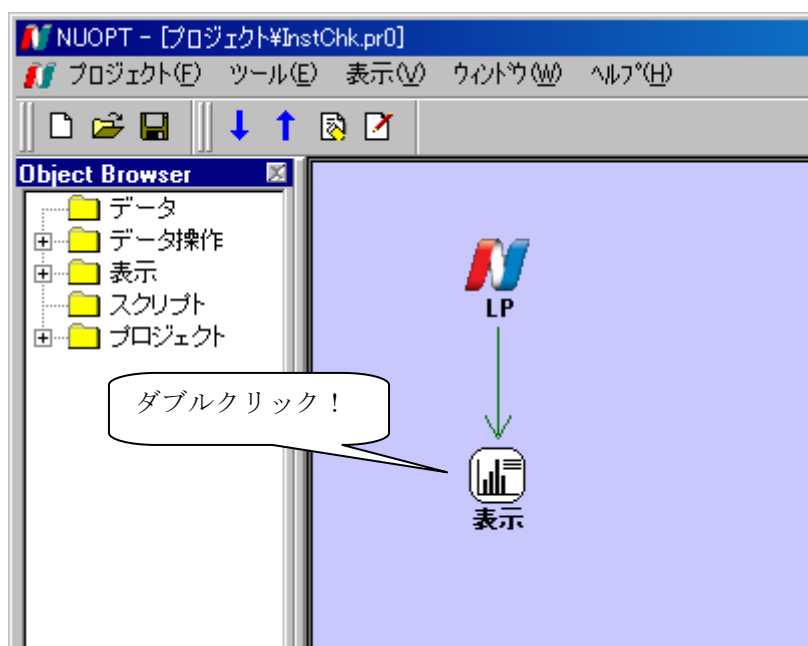 NUOPT - [プロジェクト¥InstChk.pr0]
プロジェクト(F) ツール(E) 表示(V) ウィンドウ(W) ヘルプ(H)
Object Browser
データ
データ操作
表示
スクリプト
プロジェクト
LP
ダブルクリック！
表示